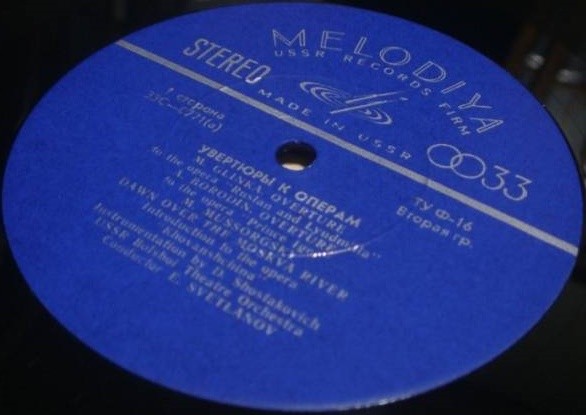 MELODIYA
USSR RECORDS FIRM
STEREO
MADE IN USSR
33
1 сторона
ТУ Ф-16
Вторая гр.
УВЕРТЮРЫ К ОПЕРАМ
M. GLINKA. OVERTURE
to the opera "Ruslan and Lyudmila"
A. BORODIN. OVERTURE
to the opera "Prince Igor"
M. MUSSORGSKY.
DAWN OVER THE MOSKVA RIVER
Introduction to the opera
"Khovanshchina"
Instrumentation by D. Shostakovich
USSR Bolshoi Theatre Orchestra
Conductor E. SVETLANOV